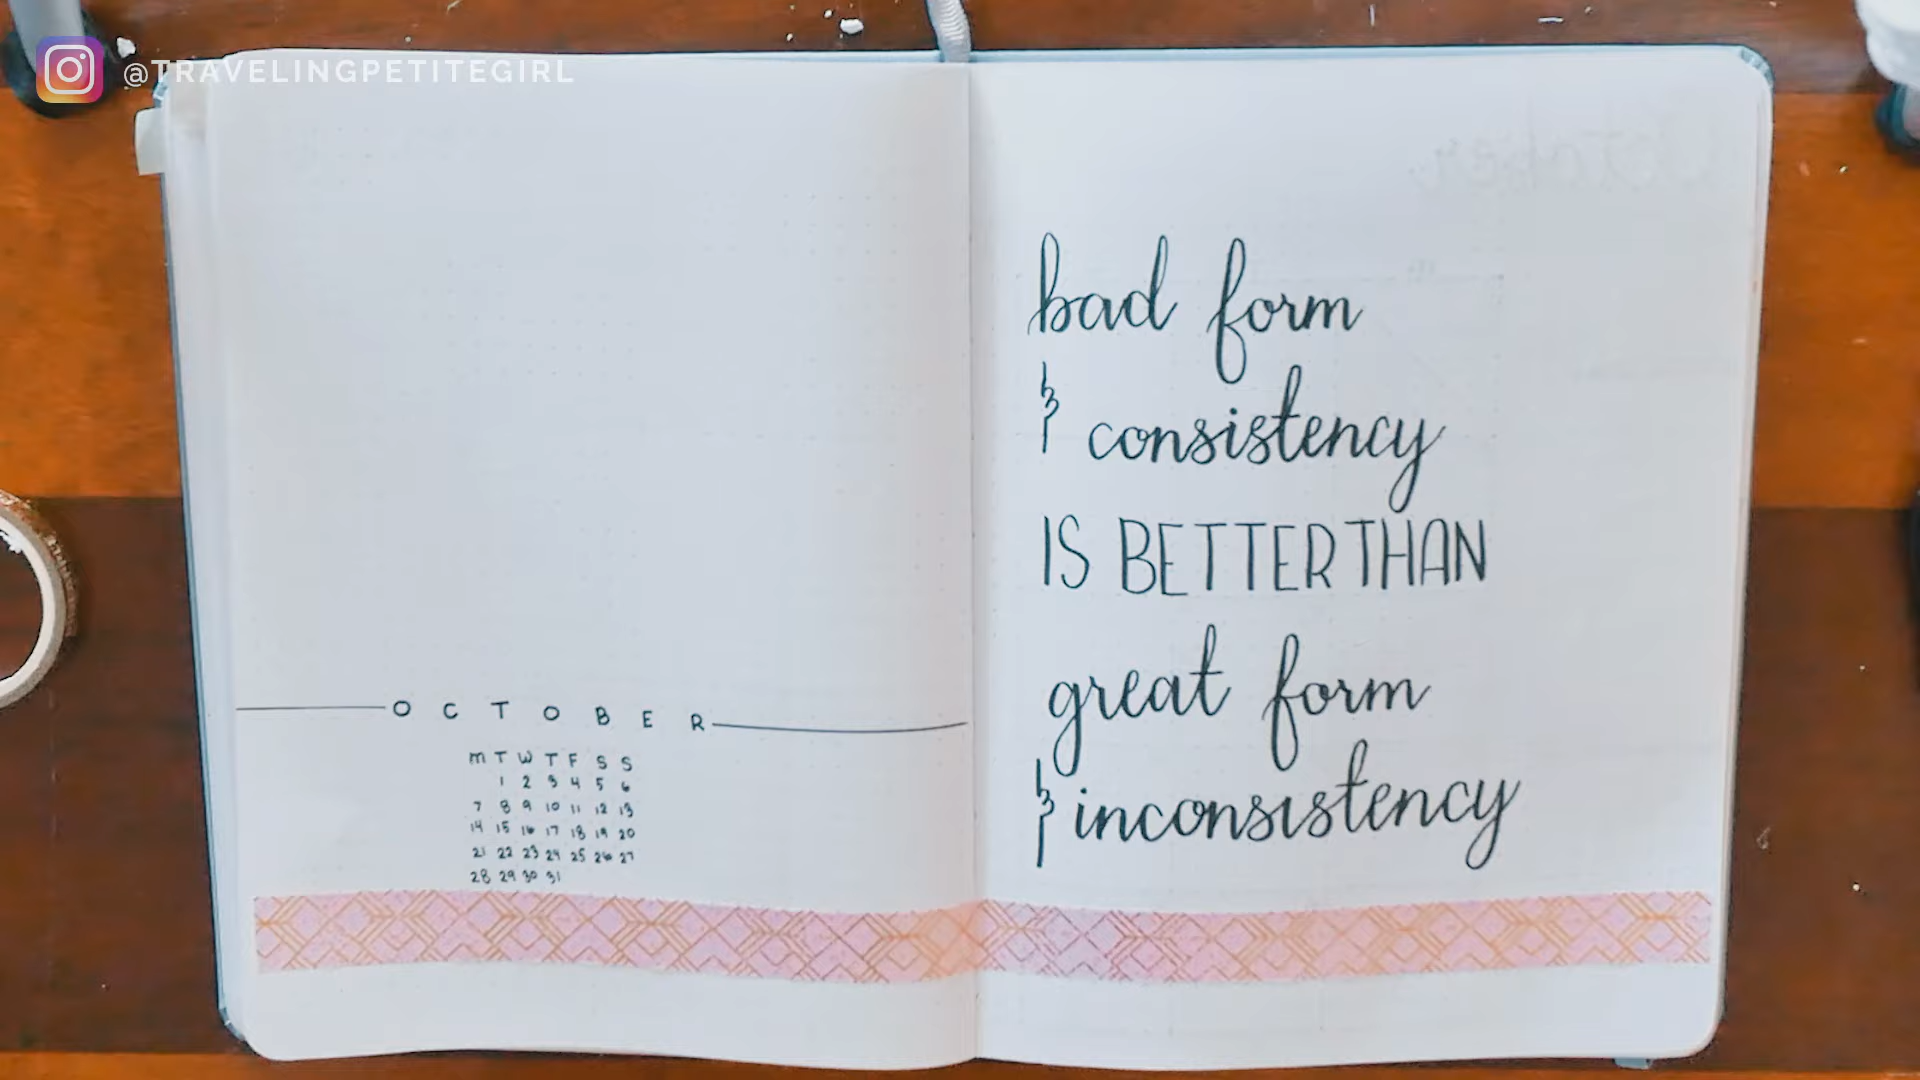 @TRAVELINGPETITEGIRL
OCTOBER
M T W T F S S
1 2 3 4 5 6
7 8 9 10 11 12 13
14 15 16 17 18 19 20
21 22 23 24 25 26 27
28 29 30 31
bad form
& consistency
IS BETTER THAN
great form
& inconsistency
October